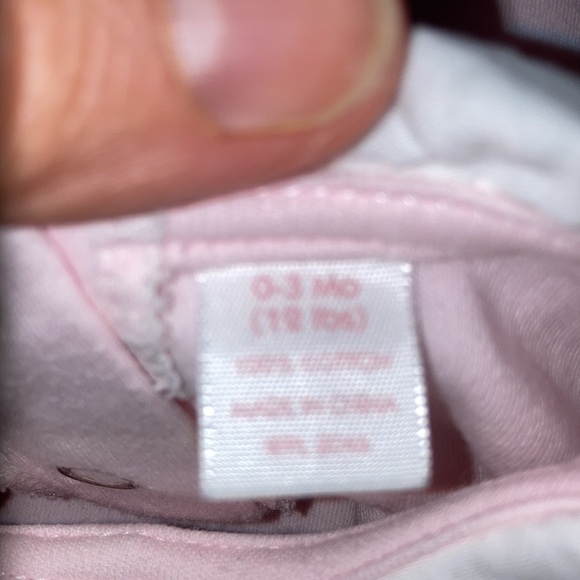 0-3 Mo
(12 lbs)
100% COTTON
MADE IN CHINA